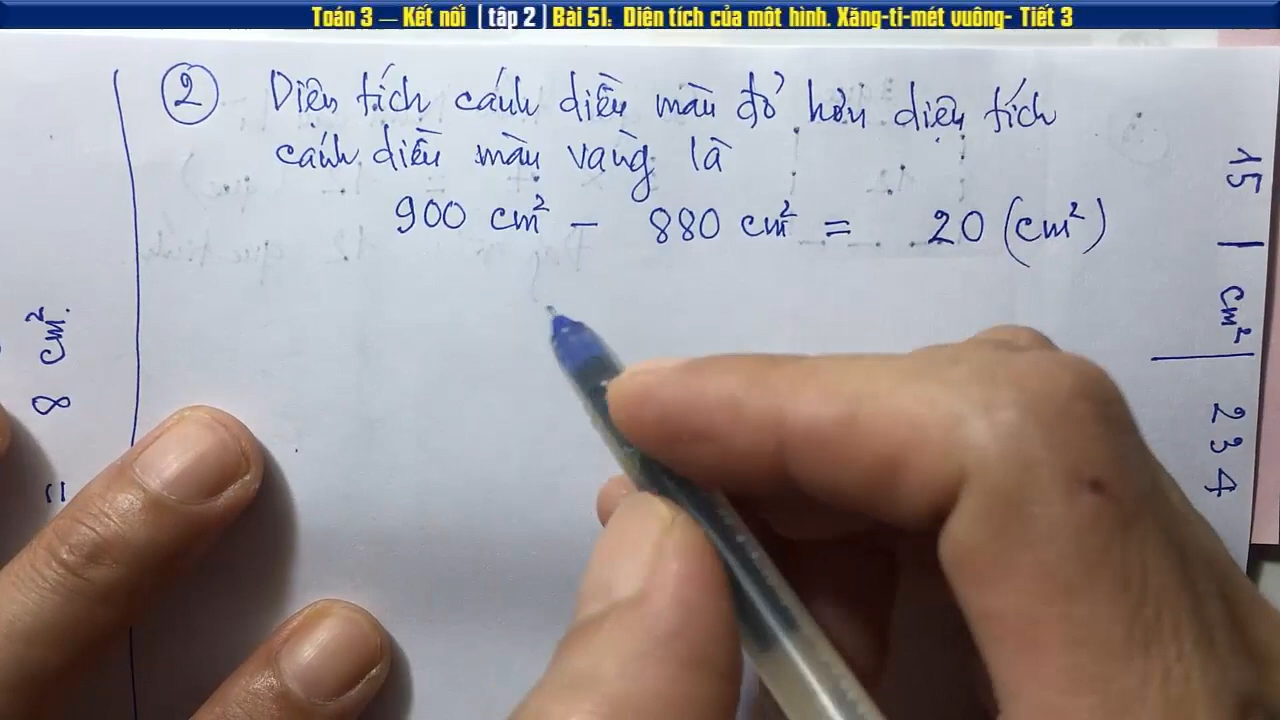 Toán 3 – Kết nối ( tập 2 ) Bài 51: Diện tích của một hình. Xăng-ti-mét vuông- Tiết 3
2 Diện tích cánh diều màu đỏ hơn diện tích
cánh diều màu vàng là
900 cm² – 880 cm² = 20 (cm²)
= 8 cm².
15 | cm² | 234